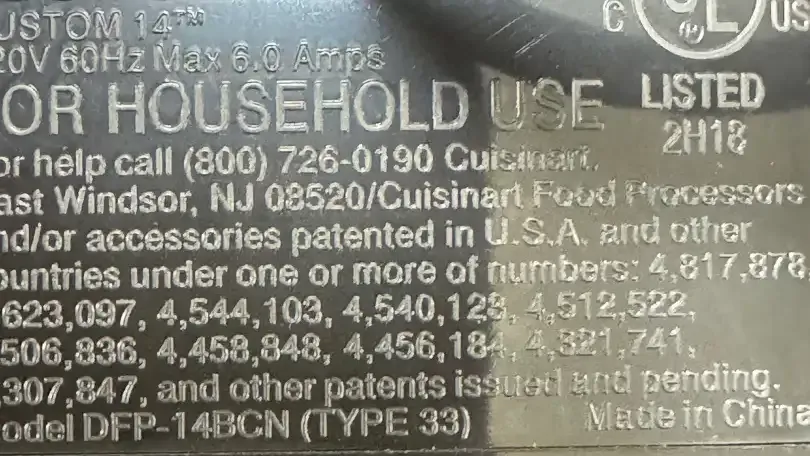 USTOM 14™
20V 60Hz Max 6.0 Amps
OR HOUSEHOLD USE
C UL US
LISTED
2H18
or help call (800) 726-0190 Cuisinart.
ast Windsor, NJ 08520/Cuisinart Food Processors
nd/or accessories patented in U.S.A. and other
ountries under one or more of numbers: 4,817,878,
,623,097, 4,544,103, 4,540,128, 4,512,522,
,506,836, 4,458,848, 4,456,184, 4,321,741,
,307,847, and other patents issued and pending.
odel DFP-14BCN (TYPE 33) Made in China